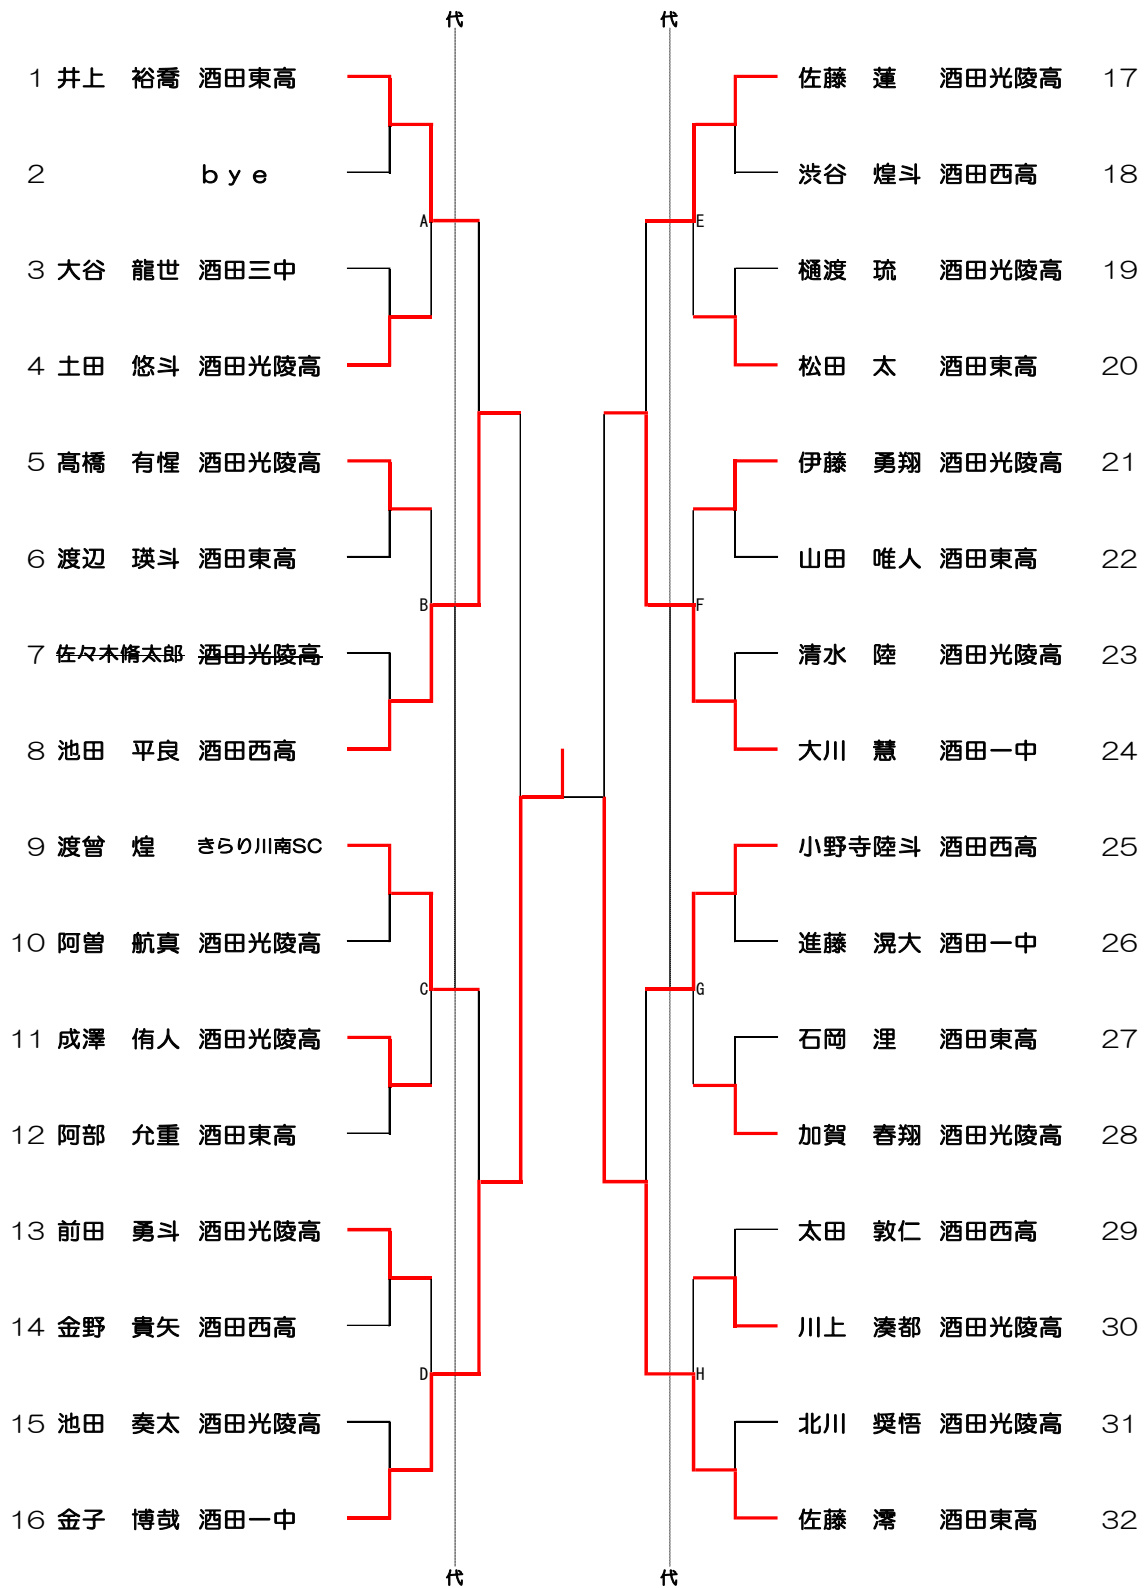 代 代
1 井上 裕喬 酒田東高
2 bye
3 大谷 龍世 酒田三中
4 土田 悠斗 酒田光陵高
5 髙橋 有惺 酒田光陵高
6 渡辺 瑛斗 酒田東高
7 佐々木脩太郎 酒田光陵高
8 池田 平良 酒田西高
9 渡曾 煌 きらり川南SC
10 阿曽 航真 酒田光陵高
11 成澤 侑人 酒田光陵高
12 阿部 允重 酒田東高
13 前田 勇斗 酒田光陵高
14 金野 貴矢 酒田西高
15 池田 奏太 酒田光陵高
16 金子 博哉 酒田一中
A
B
C
D
佐藤 蓮 酒田光陵高 17
渋谷 煌斗 酒田西高 18
樋渡 琉 酒田光陵高 19
松田 太 酒田東高 20
伊藤 勇翔 酒田光陵高 21
山田 唯人 酒田東高 22
清水 陸 酒田光陵高 23
大川 慧 酒田一中 24
小野寺陸斗 酒田西高 25
進藤 滉大 酒田一中 26
石岡 浬 酒田東高 27
加賀 春翔 酒田光陵高 28
太田 敦仁 酒田西高 29
川上 湊都 酒田光陵高 30
北川 奨悟 酒田光陵高 31
佐藤 澪 酒田東高 32
E
F
G
H
代 代